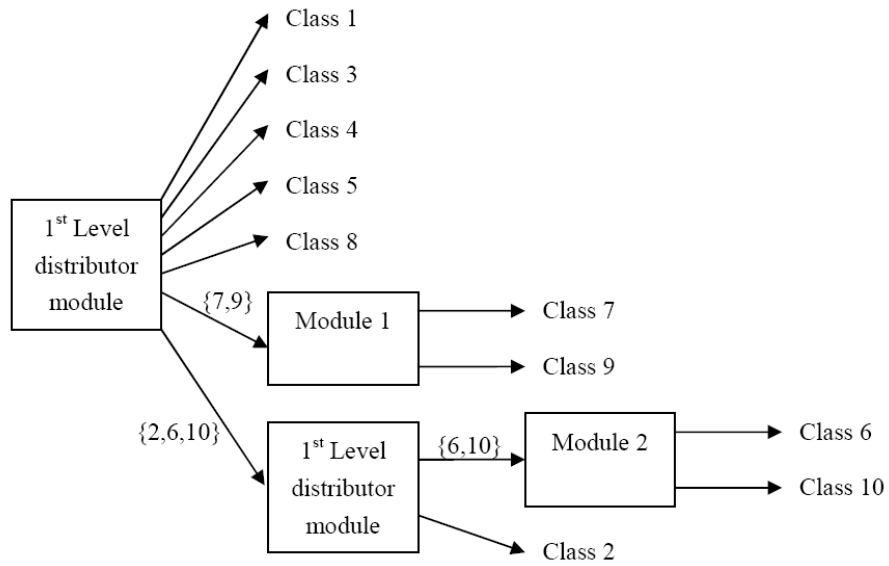 Class 1
Class 3
Class 4
Class 5
Class 8
1st Level
distributor
module
{7,9}
Module 1
Class 7
Class 9
{2,6,10}
1st Level
distributor
module
{6,10}
Module 2
Class 6
Class 10
Class 2